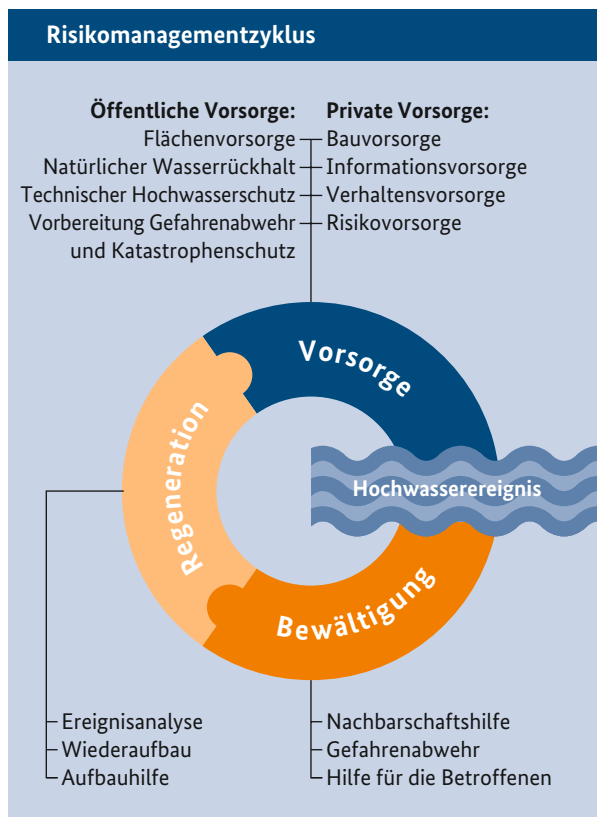 Risikomanagementzyklus
Öffentliche Vorsorge:
Flächenvorsorge
Natürlicher Wasserrückhalt
Technischer Hochwasserschutz
Vorbereitung Gefahrenabwehr
und Katastrophenschutz
Private Vorsorge:
Bauvorsorge
Informationsvorsorge
Verhaltensvorsorge
Risikovorsorge
Vorsorge
Hochwasserereignis
Bewältigung
Regeneration
Ereignisanalyse
Wiederaufbau
Aufbauhilfe
Nachbarschaftshilfe
Gefahrenabwehr
Hilfe für die Betroffenen